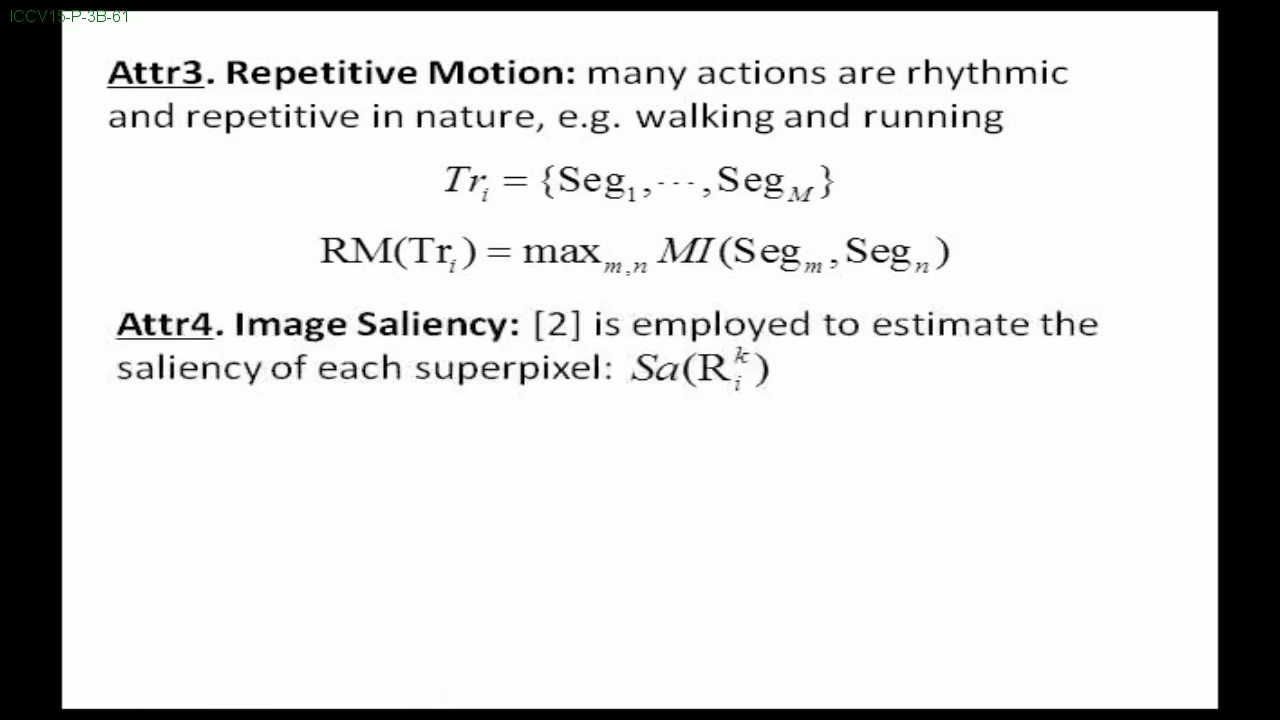 ICCV15-P-3B-61
Attr3. Repetitive Motion: many actions are rhythmic
and repetitive in nature, e.g. walking and running
Tr_i = {Seg_1, ⋯, Seg_M}
RM(Tr_i) = max_{m,n} MI(Seg_m, Seg_n)
Attr4. Image Saliency: [2] is employed to estimate the
saliency of each superpixel: Sa(R_i^k)